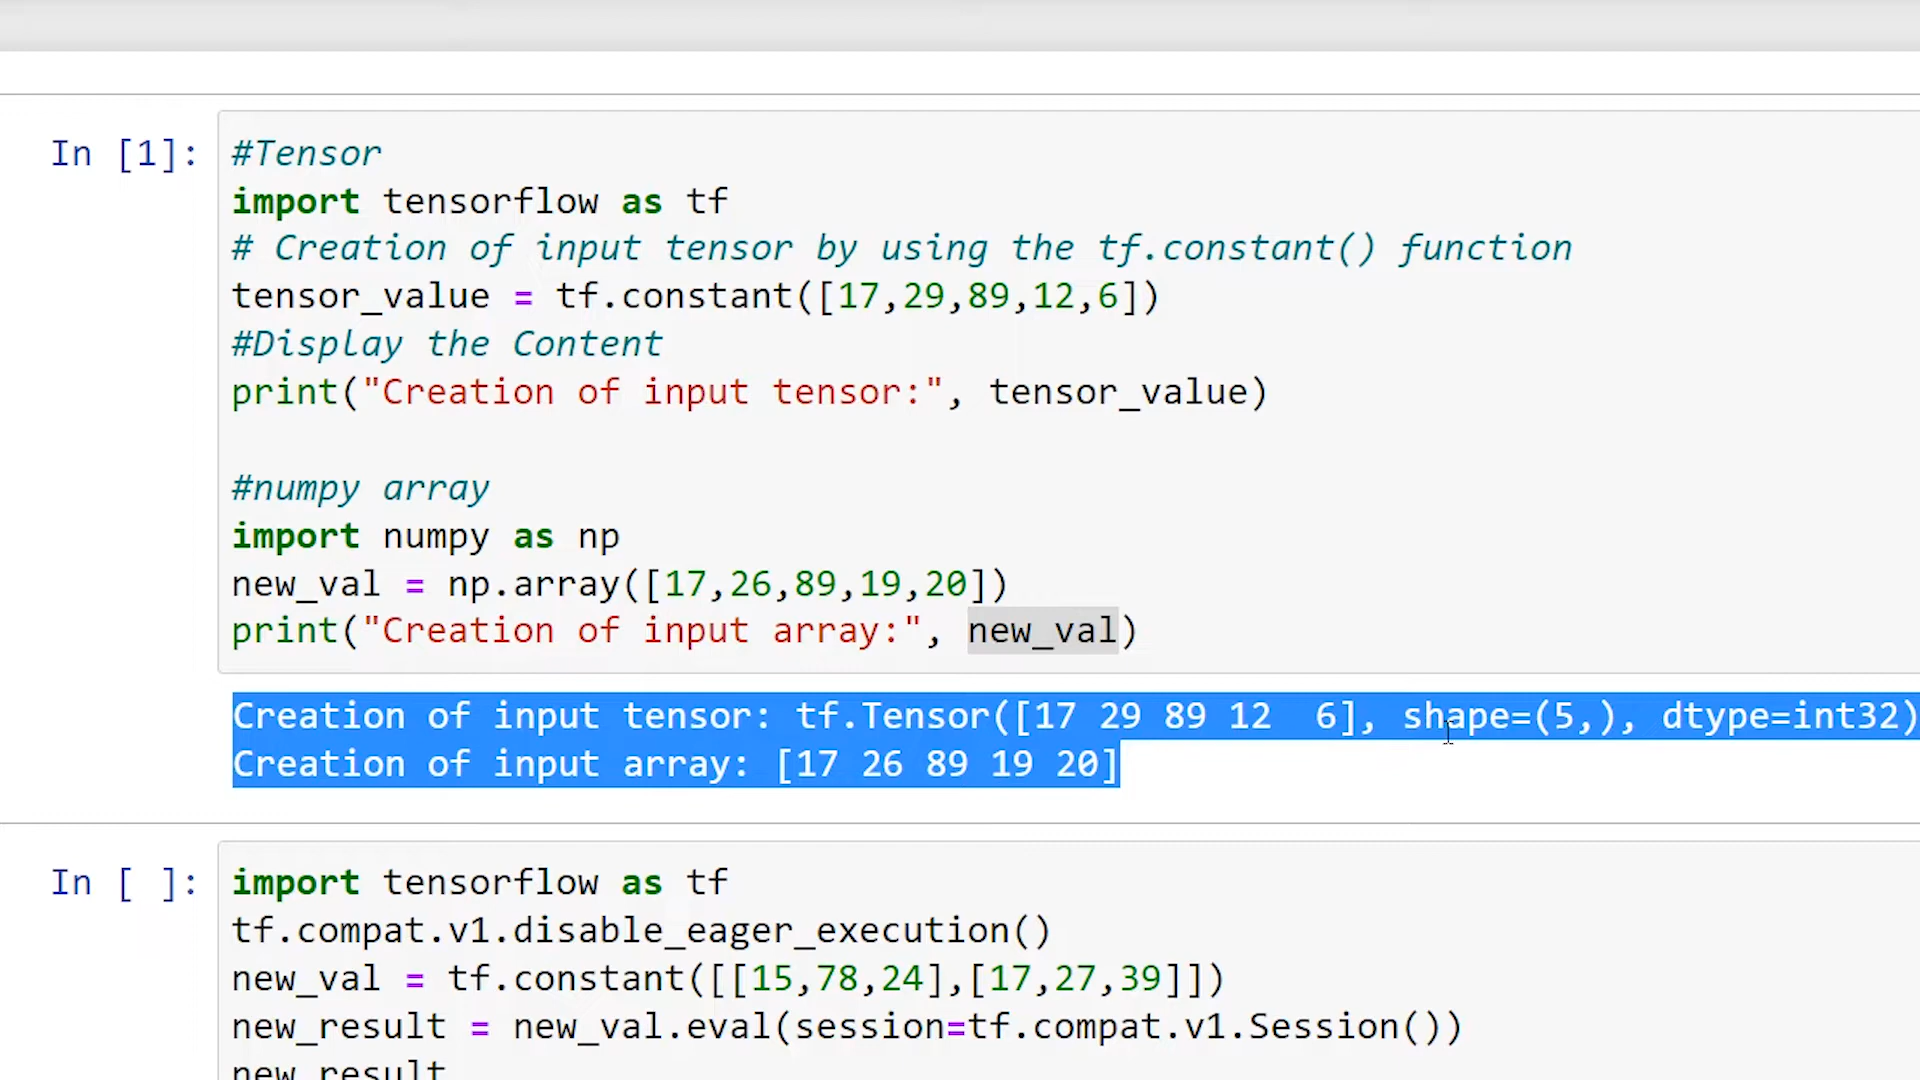 In [1]:
#Tensor
import tensorflow as tf
# Creation of input tensor by using the tf.constant() function
tensor_value = tf.constant([17,29,89,12,6])
#Display the Content
print("Creation of input tensor:", tensor_value)
#numpy array
import numpy as np
new_val = np.array([17,26,89,19,20])
print("Creation of input array:", new_val)
Creation of input tensor: tf.Tensor([17 29 89 12  6], shape=(5,), dtype=int32)
Creation of input array: [17 26 89 19 20]
In [ ]:
import tensorflow as tf
tf.compat.v1.disable_eager_execution()
new_val = tf.constant([[15,78,24],[17,27,39]])
new_result = new_val.eval(session=tf.compat.v1.Session())
new_result